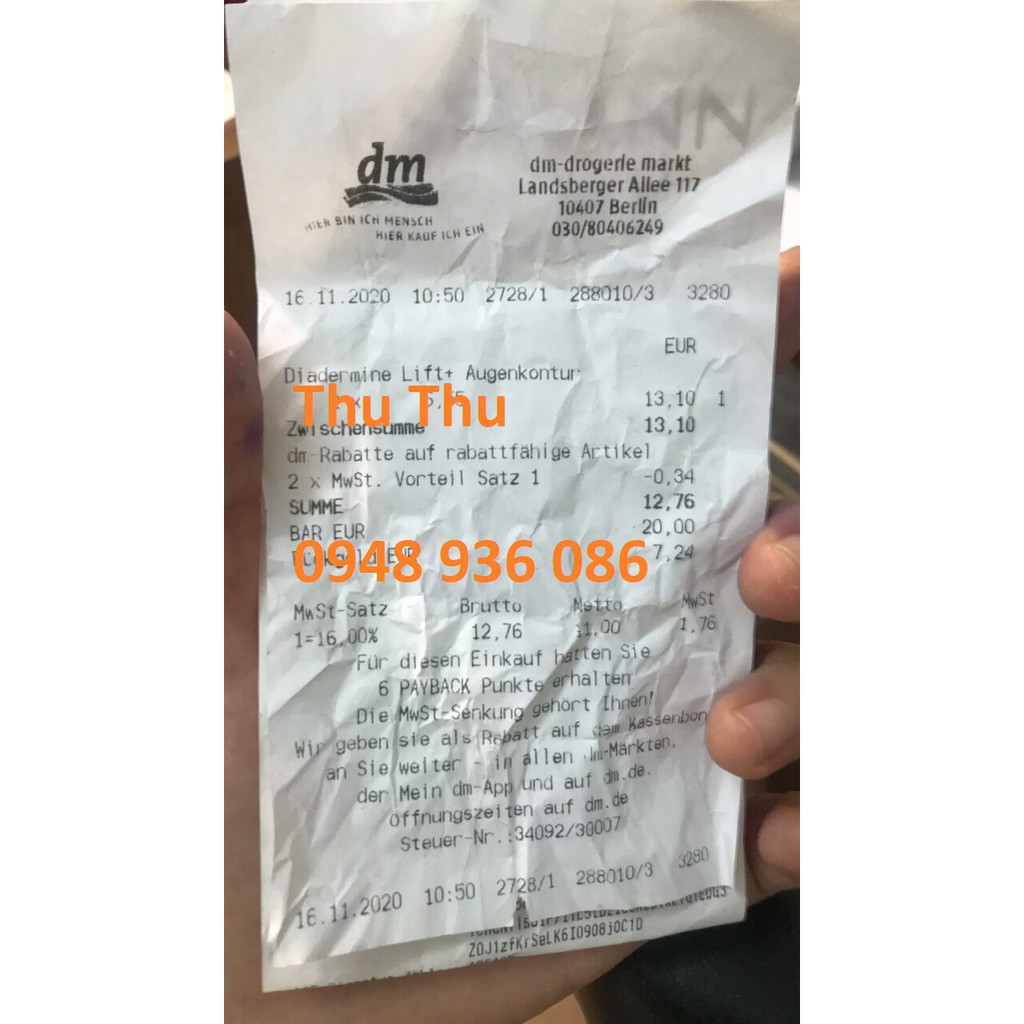 dm
HIER BIN ICH MENSCH
HIER KAUF ICH EIN
dm-drogerie markt
Landsberger Allee 117
10407 Berlin
030/80406249
16.11.2020 10:50 2728/1 288010/3 3280
EUR
Diadermine Lift+ Augenkontur
x 13,10 1
Thu Thu
Zwischensumme 13,10
dm-Rabatte auf rabattfähige Artikel
2 x MwSt. Vorteil Satz 1 -0,34
SUMME 12,76
BAR EUR 20,00
Rückgeld EUR 7,24
0948 936 086
MwSt-Satz Brutto Netto MwSt
1=16,00% 12,76 11,00 1,76
Für diesen Einkauf hätten Sie
6 PAYBACK Punkte erhalten
Die MwSt-Senkung gehört Ihnen!
Wir geben sie als Rabatt auf dem Kassenbon
an Sie weiter - in allen dm-Märkten,
der Mein dm-App und auf dm.de.
Öffnungszeiten auf dm.de
Steuer-Nr.:34092/30007
16.11.2020 10:50 2728/1 288010/3 3280
ZOJ1zfKrSeLK6IO908jOC1D